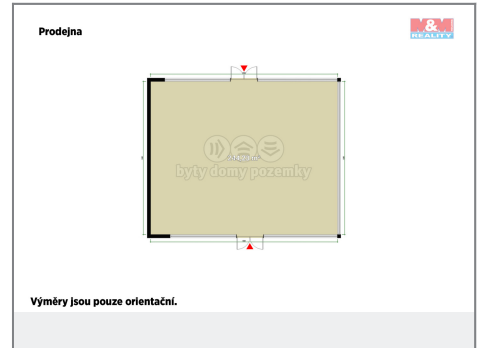 Prodejna
M&M
REALITY
byty domy pozemky
Výměry jsou pouze orientační.